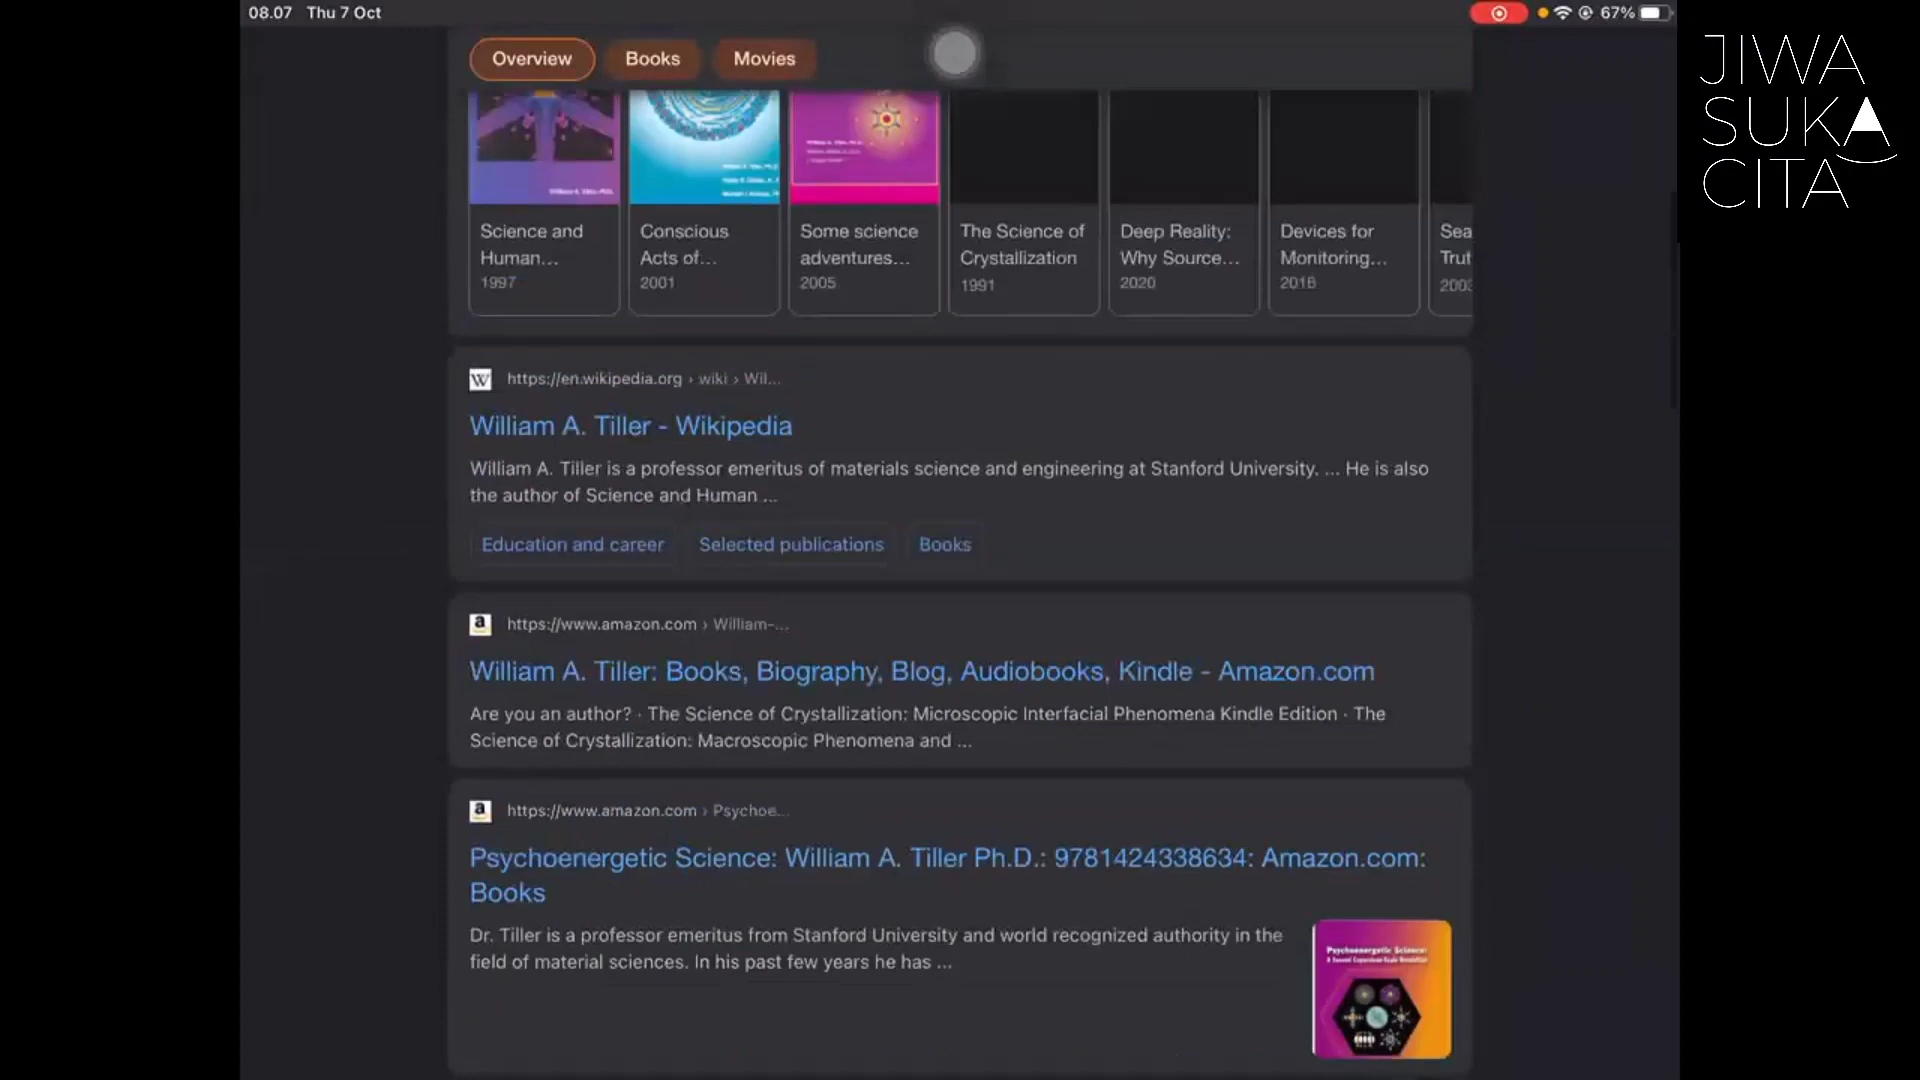 08.07 Thu 7 Oct
67%
JIWA
SUKA
CITA
Overview
Books
Movies
Science and
Human...
1997
Conscious
Acts of...
2001
Some science
adventures...
2005
The Science of
Crystallization
1991
Deep Reality:
Why Source...
2020
Devices for
Monitoring...
2016
Sea
Trut
2003
https://en.wikipedia.org › wiki › Wil...
William A. Tiller - Wikipedia
William A. Tiller is a professor emeritus of materials science and engineering at Stanford University. ... He is also
the author of Science and Human ...
Education and career
Selected publications
Books
https://www.amazon.com › William-...
William A. Tiller: Books, Biography, Blog, Audiobooks, Kindle - Amazon.com
Are you an author? · The Science of Crystallization: Microscopic Interfacial Phenomena Kindle Edition · The
Science of Crystallization: Macroscopic Phenomena and ...
https://www.amazon.com › Psychoe...
Psychoenergetic Science: William A. Tiller Ph.D.: 9781424338634: Amazon.com:
Books
Dr. Tiller is a professor emeritus from Stanford University and world recognized authority in the
field of material sciences. In his past few years he has ...
Psychoenergetic Science: